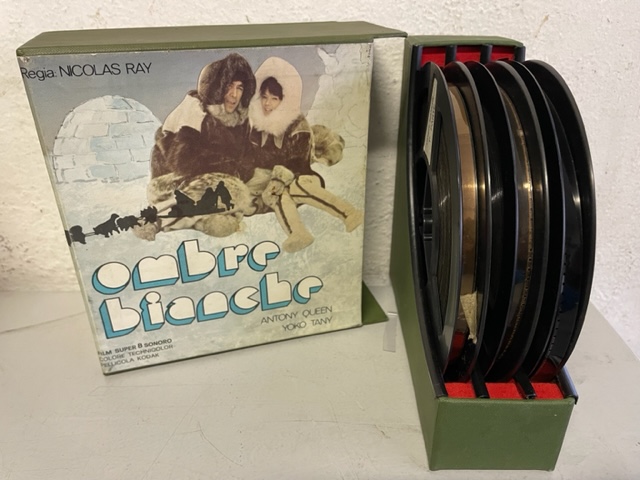 Regia: NICOLAS RAY
ombre
bianche
ANTONY QUEEN
YOKO TANY
FILM SUPER 8 SONORO
COLORE TECHNICOLOR
PELLICOLA KODAK